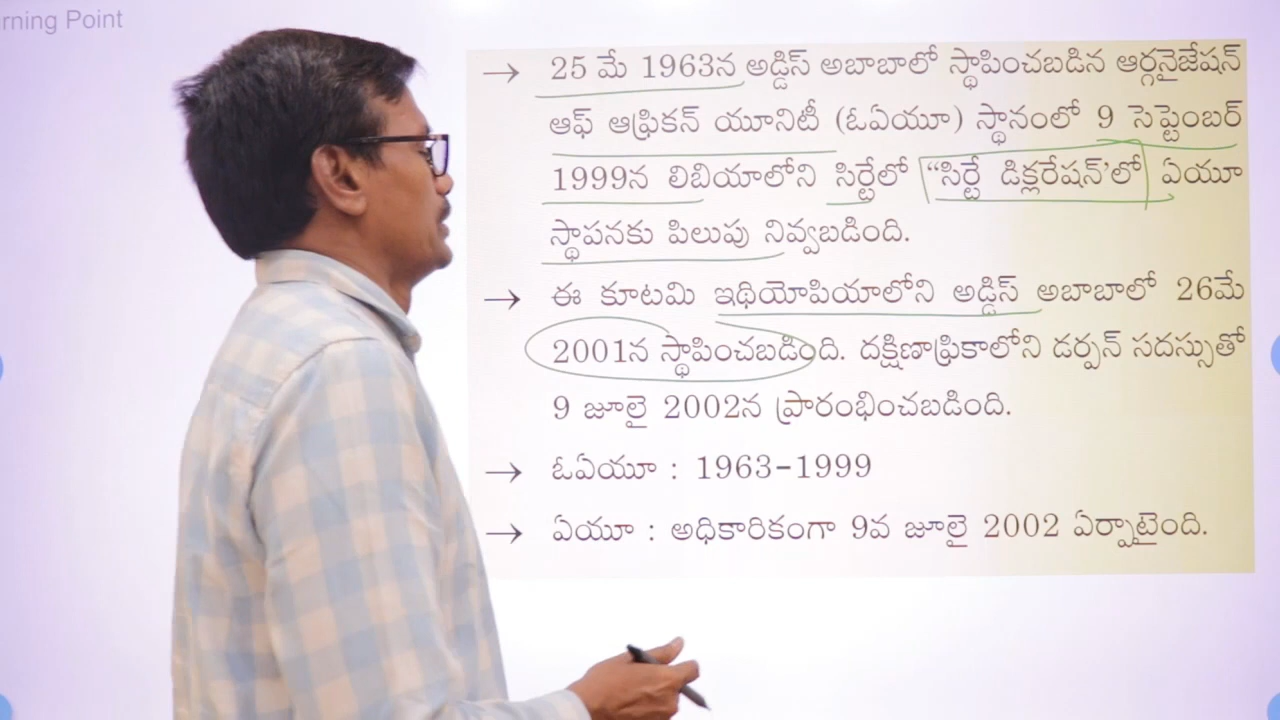 rning Point
→ 25 మే 1963న అడ్డిస్ అబాబాలో స్థాపించబడిన ఆర్గనైజేషన్
ఆఫ్ ఆఫ్రికన్ యూనిటీ (ఓఏయూ) స్థానంలో 9 సెప్టెంబర్
1999న లిబియాలోని సిర్టేలో “సిర్టే డిక్లరేషన్’లో ఏయూ
స్థాపనకు పిలుపు నివ్వబడింది.
→ ఈ కూటమి ఇథియోపియాలోని అడ్డిస్ అబాబాలో 26మే
2001న స్థాపించబడింది. దక్షిణాఫ్రికాలోని డర్బన్ సదస్సుతో
9 జూలై 2002న ప్రారంభించబడింది.
→ ఓఏయూ : 1963-1999
→ ఏయూ : అధికారికంగా 9వ జూలై 2002 ఏర్పాటైంది.